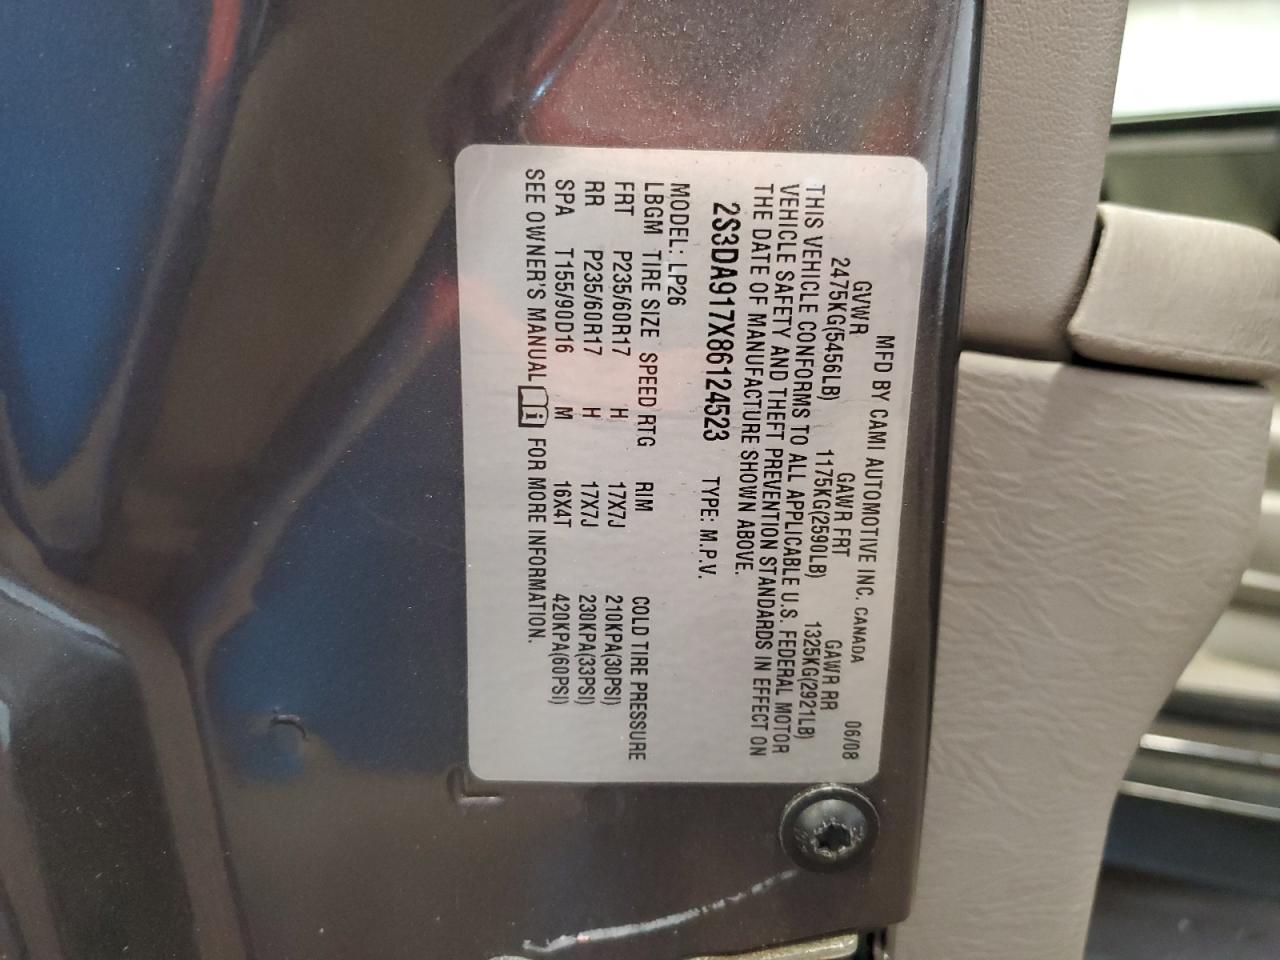 MFD BY CAMI AUTOMOTIVE INC. CANADA 06/08
GVWR GAWR FRT GAWR RR
2475KG(5456LB) 1175KG(2590LB) 1325KG(2921LB)
THIS VEHICLE CONFORMS TO ALL APPLICABLE U.S. FEDERAL MOTOR
VEHICLE SAFETY AND THEFT PREVENTION STANDARDS IN EFFECT ON
THE DATE OF MANUFACTURE SHOWN ABOVE.
2S3DA917X86124523 TYPE: M.P.V.
MODEL: LP26
LBGM TIRE SIZE SPEED RTG RIM COLD TIRE PRESSURE
FRT P235/60R17 H 17X7J 210KPA(30PSI)
RR P235/60R17 H 17X7J 230KPA(33PSI)
SPA T155/90D16 M 16X4T 420KPA(60PSI)
SEE OWNER'S MANUAL i FOR MORE INFORMATION.